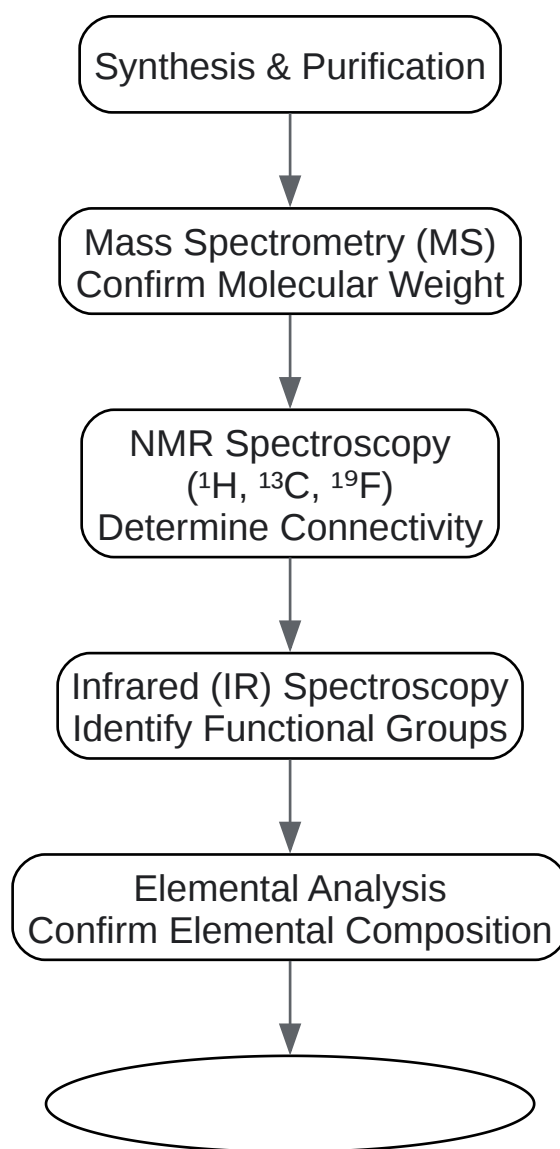 Synthesis & Purification
Mass Spectrometry (MS)
Confirm Molecular Weight
NMR Spectroscopy
(¹H, ¹³C, ¹⁹F)
Determine Connectivity
Infrared (IR) Spectroscopy
Identify Functional Groups
Elemental Analysis
Confirm Elemental Composition